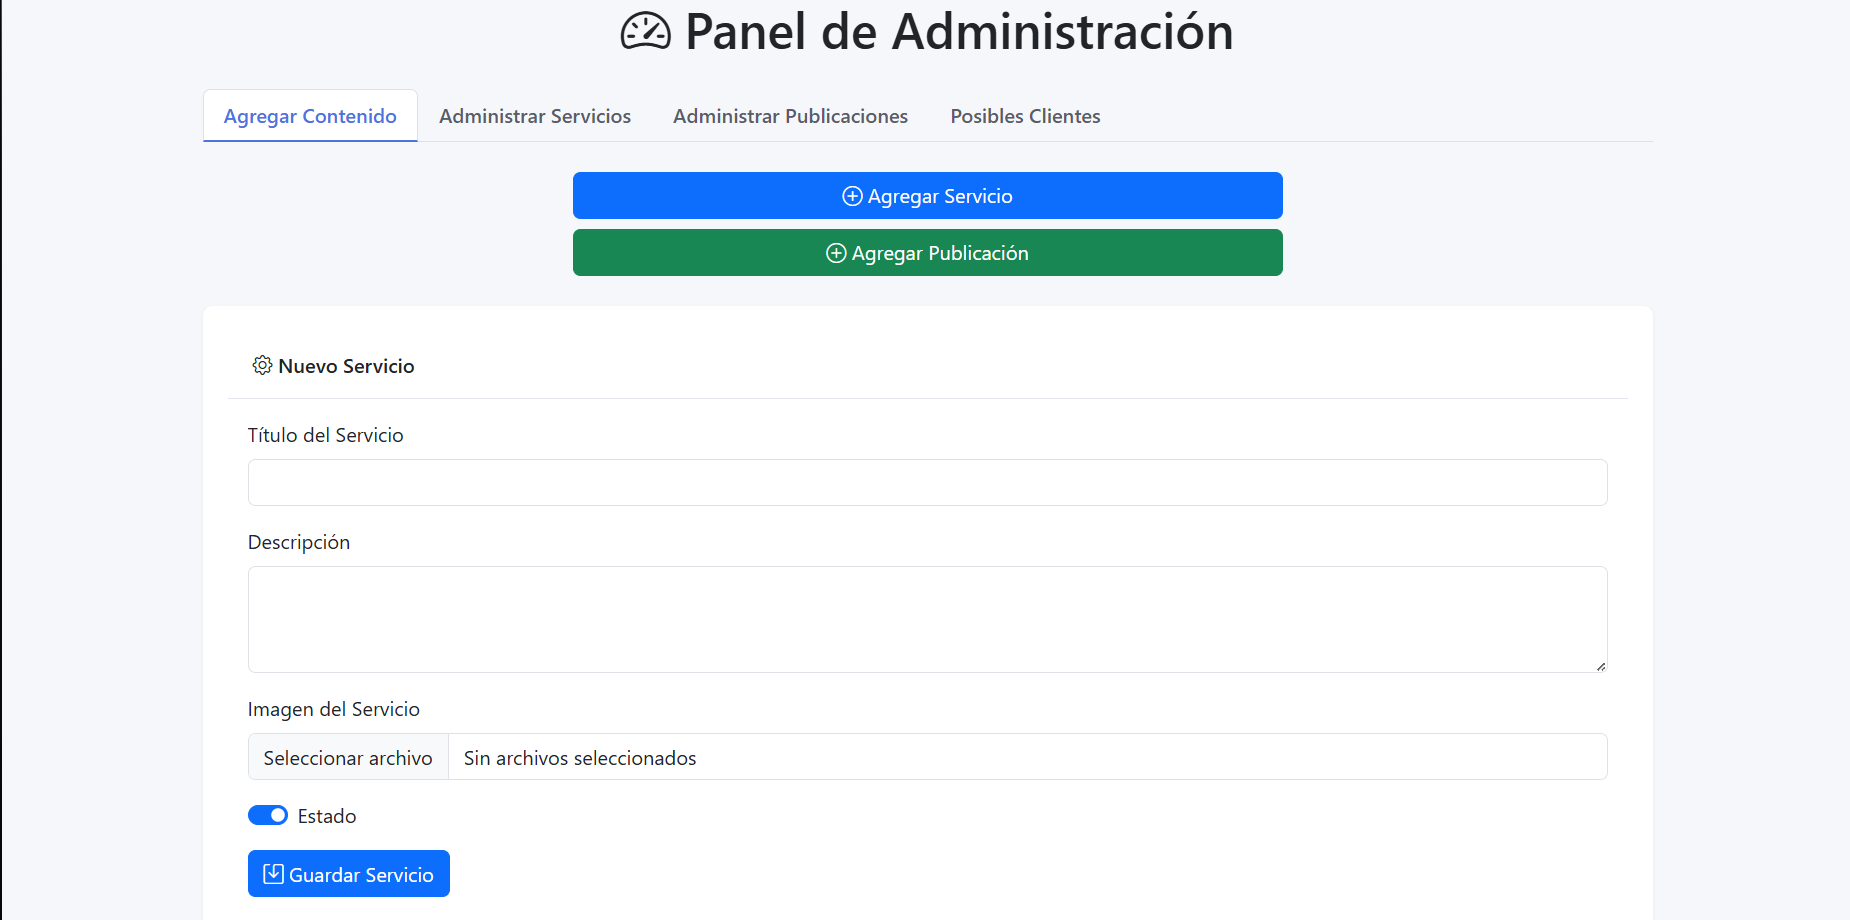 Panel de Administración
Agregar Contenido Administrar Servicios Administrar Publicaciones Posibles Clientes
Agregar Servicio
Agregar Publicación
Nuevo Servicio
Título del Servicio
Descripción
Imagen del Servicio
Seleccionar archivo Sin archivos seleccionados
Estado
Guardar Servicio